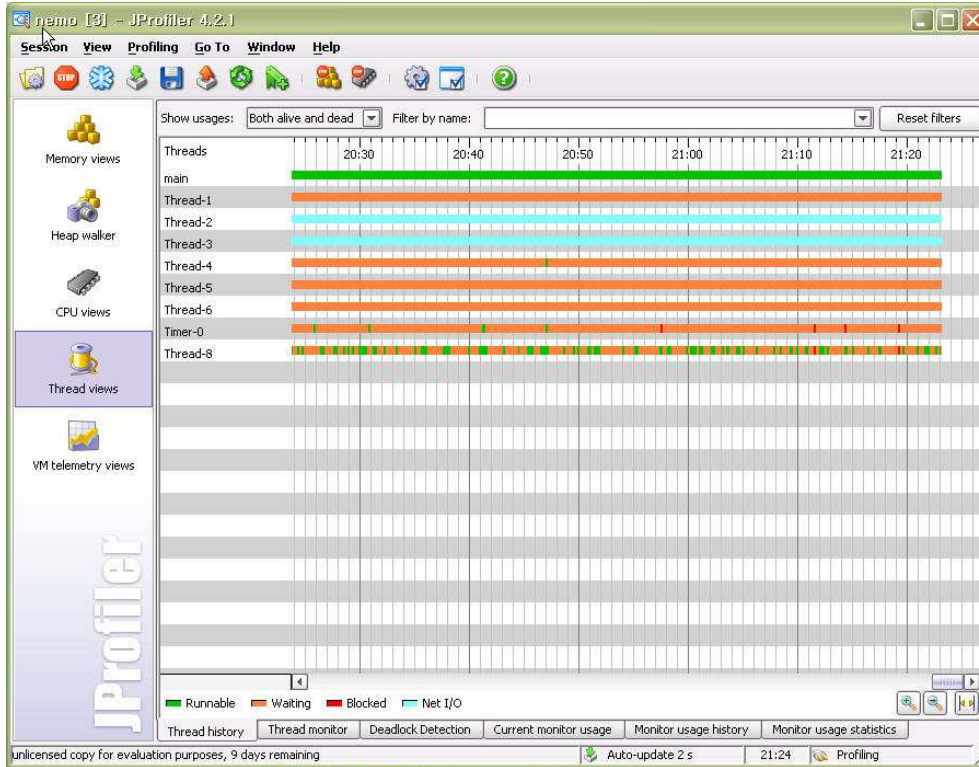 nemo [3] - JProfiler 4.2.1
Session View Profiling Go To Window Help
STOP
Show usages: Both alive and dead Filter by name: Reset filters
Memory views
Heap walker
CPU views
Thread views
VM telemetry views
JProfiler
Threads 20:30 20:40 20:50 21:00 21:10 21:20
main
Thread-1
Thread-2
Thread-3
Thread-4
Thread-5
Thread-6
Timer-0
Thread-8
Runnable Waiting Blocked Net I/O
Thread history Thread monitor Deadlock Detection Current monitor usage Monitor usage history Monitor usage statistics
unlicensed copy for evaluation purposes, 9 days remaining Auto-update 2 s 21:24 Profiling